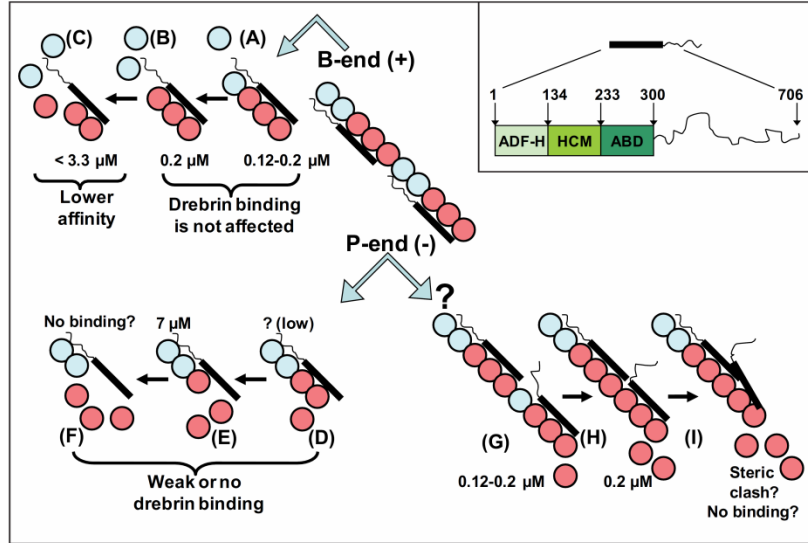 (C)
(B)
(A)
B-end (+)
< 3.3 µM
0.2 µM
0.12-0.2 µM
Lower
affinity
Drebrin binding
is not affected
1
134
233
300
706
ADF-H
HCM
ABD
P-end (-)
?
No binding?
7 µM
? (low)
(F)
(E)
(D)
Weak or no
drebrin binding
(G)
(H)
(I)
0.12-0.2 µM
0.2 µM
Steric
clash?
No binding?